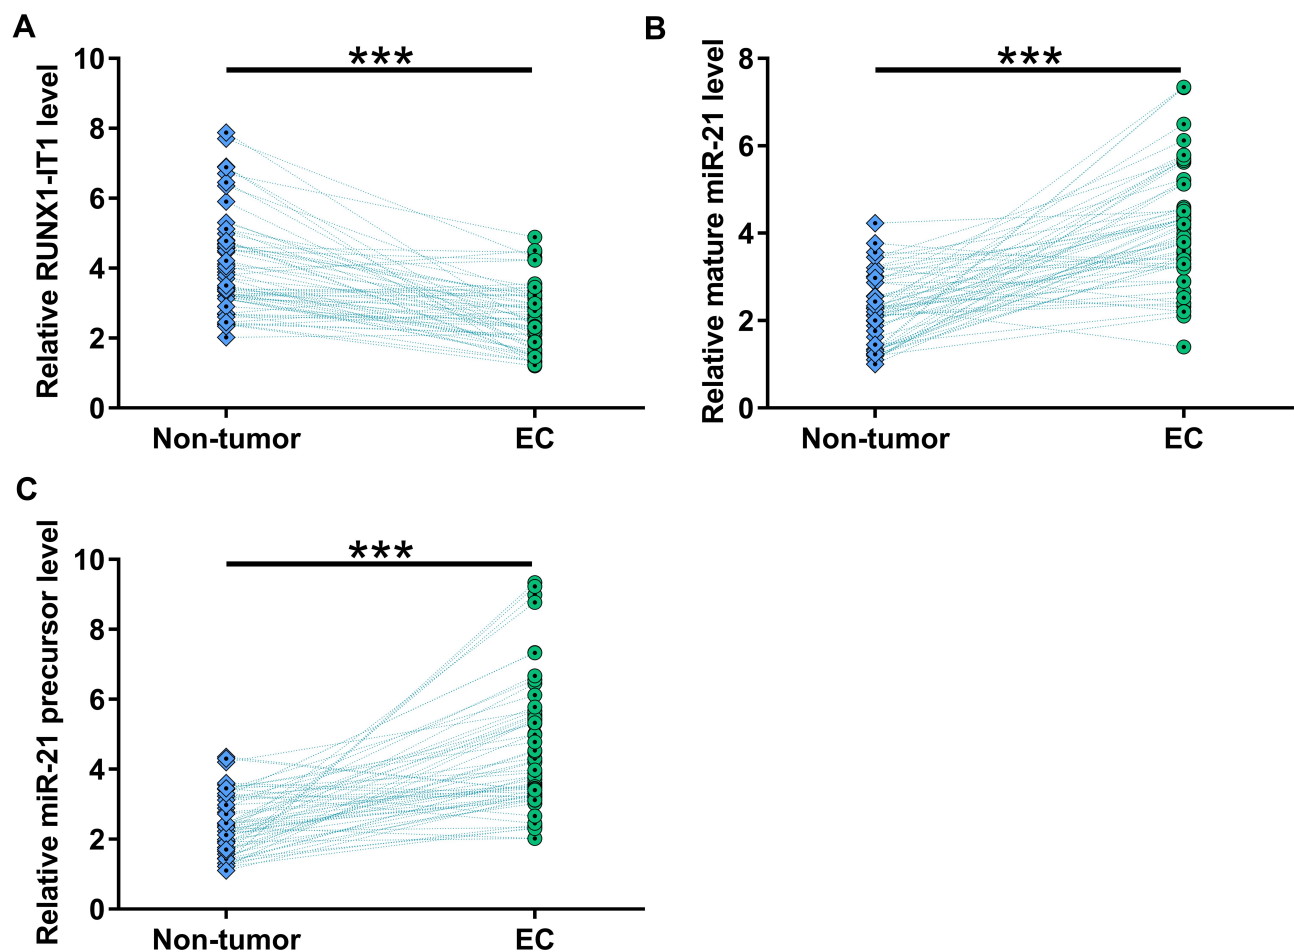 A
Relative RUNX1-IT1 level
***
10
8
6
4
2
0
Non-tumor
EC
B
Relative mature miR-21 level
***
8
6
4
2
0
Non-tumor
EC
C
Relative miR-21 precursor level
***
10
8
6
4
2
0
Non-tumor
EC